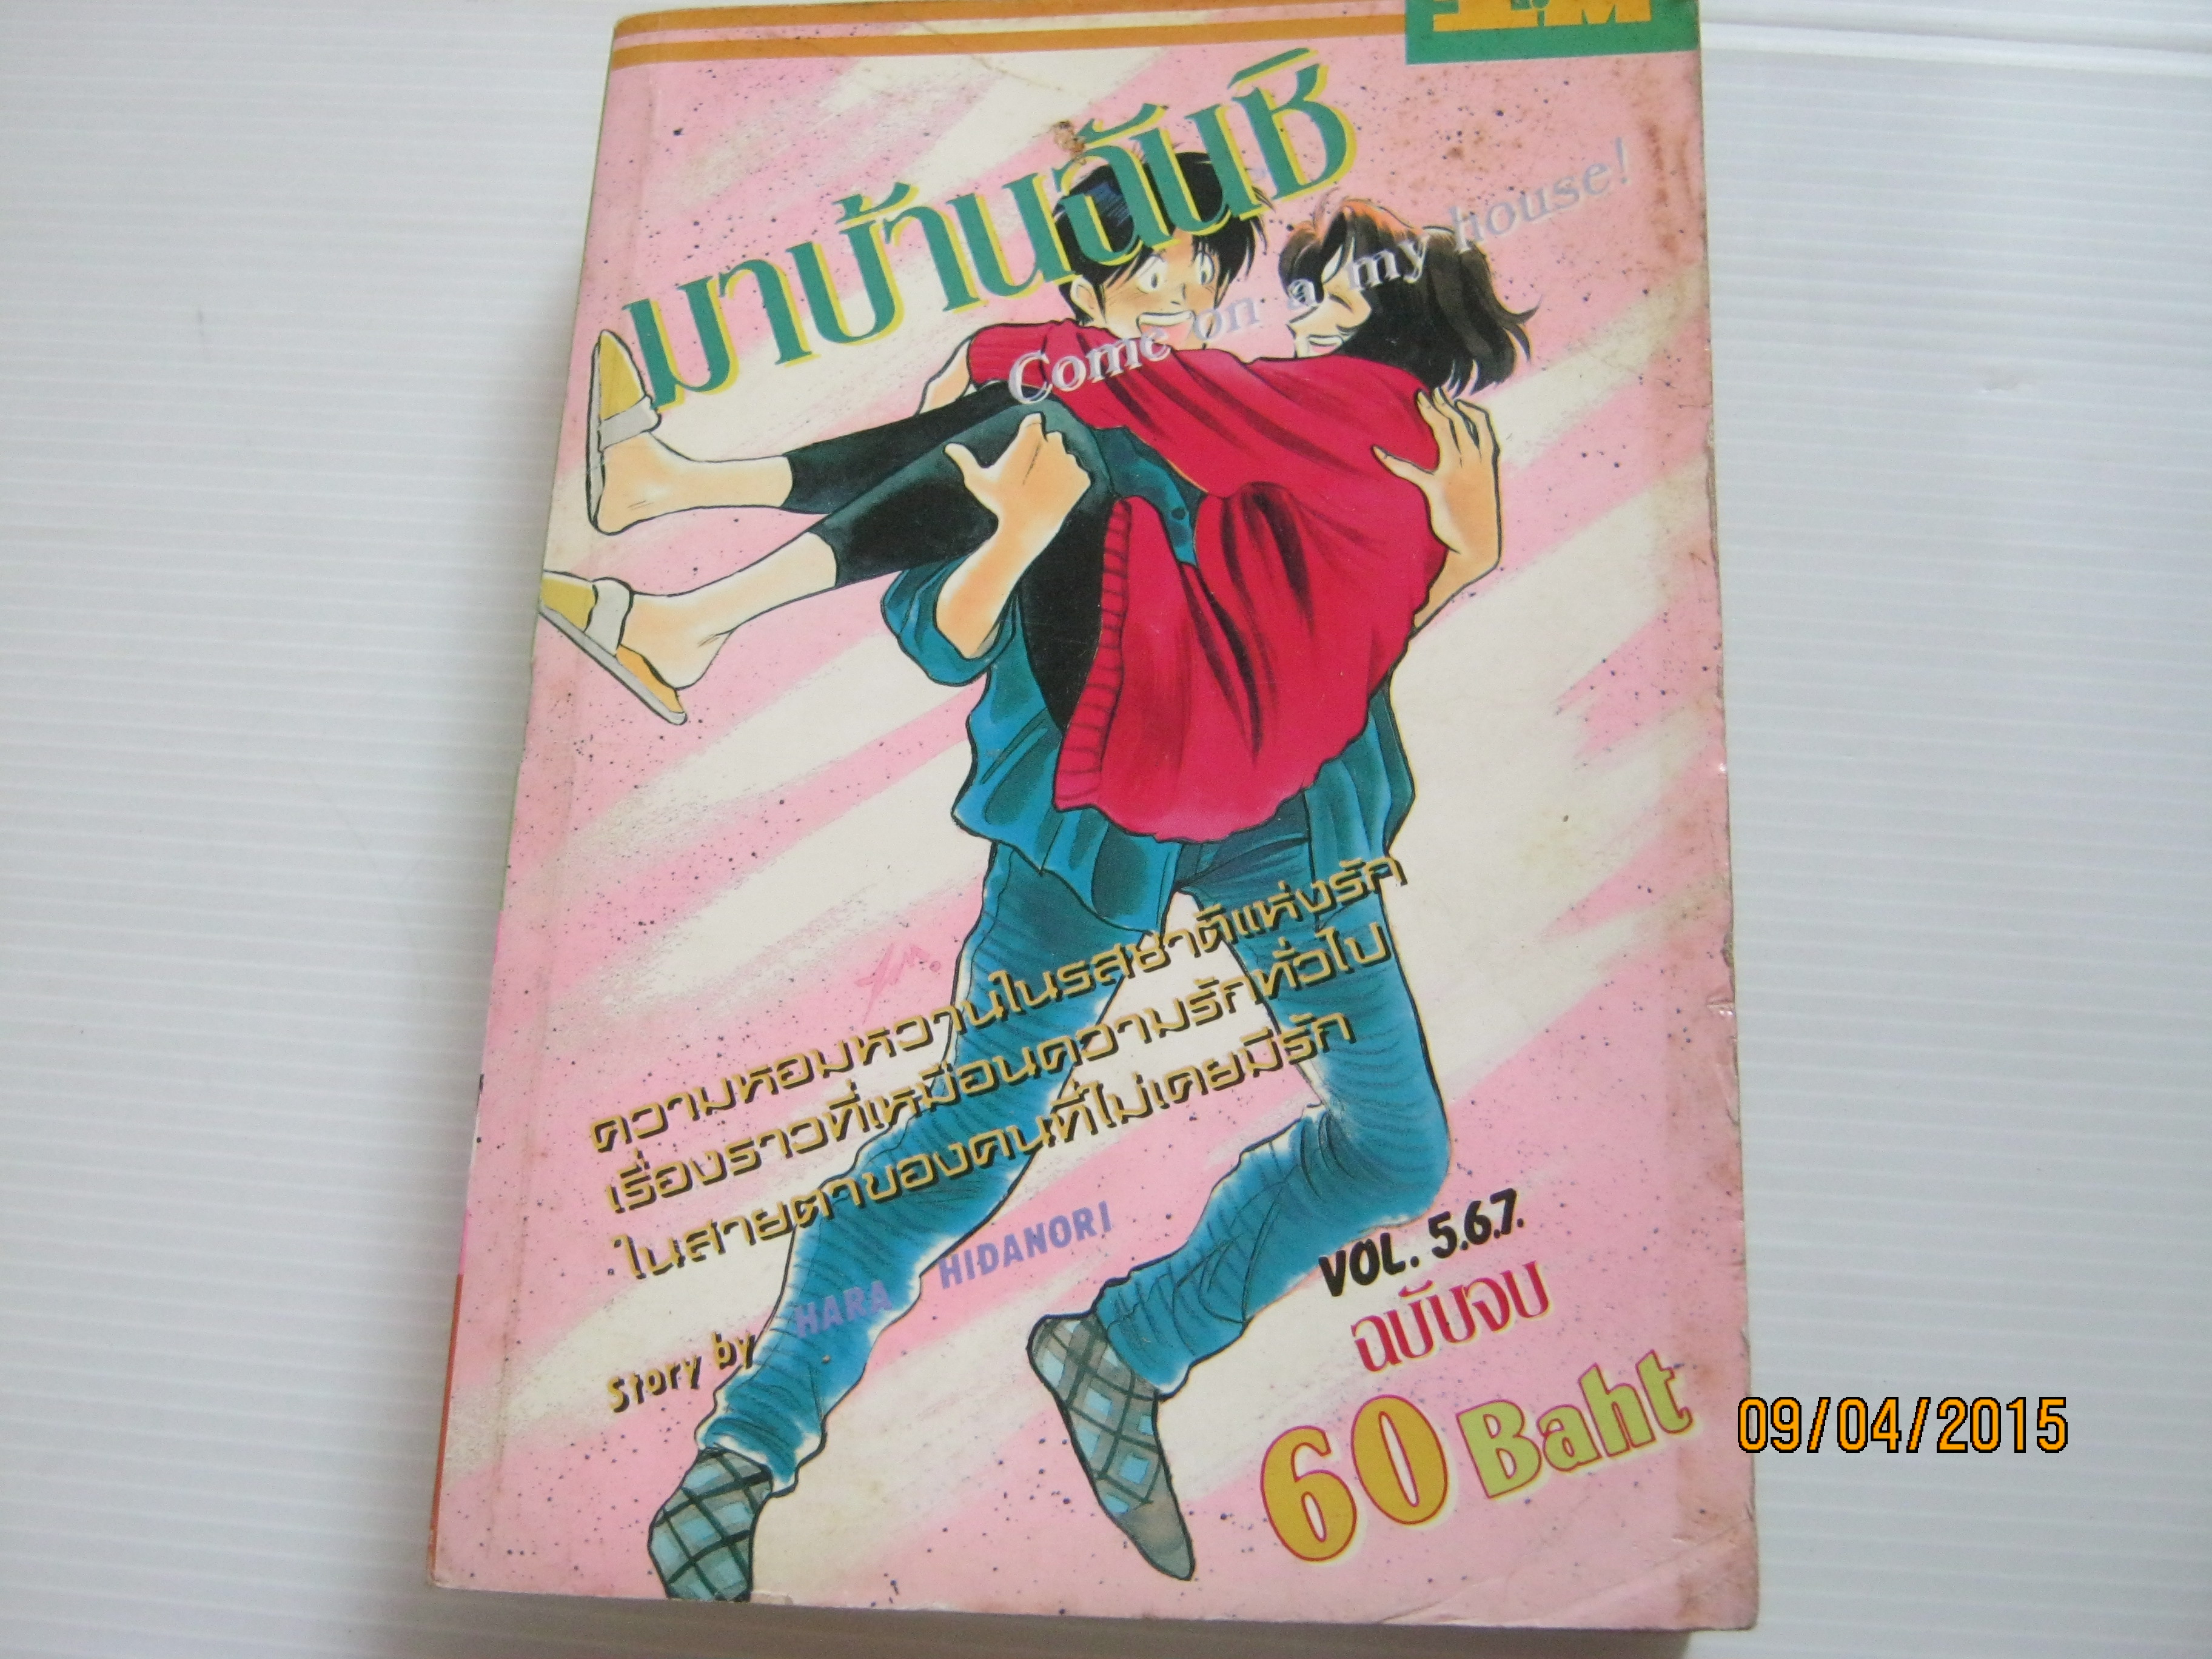 มาบ้านฉันซิ
Come on a my house!
ความหอมหวานในรสชาติแห่งรัก
เรื่องราวที่เหมือนความรักทั่วไป
ในสายตาของคนที่ไม่เคยมีรัก
Story by HARA HIDANORI
VOL. 5.6.7.
ฉบับจบ
60 Baht
09/04/2015